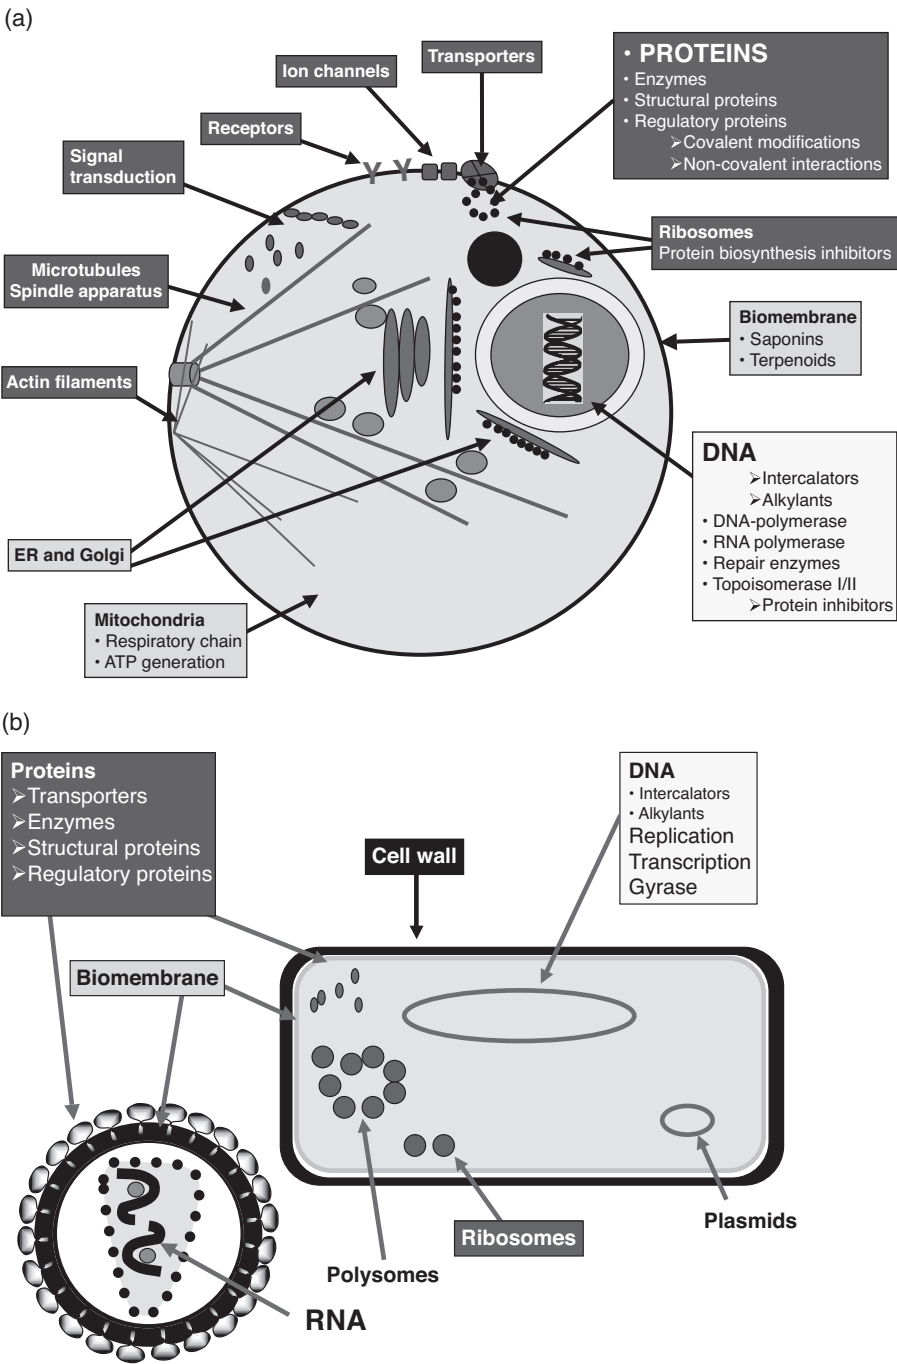 (a)
Transporters
Ion channels
Receptors
Signal
transduction
Microtubules
Spindle apparatus
Actin filaments
ER and Golgi
Mitochondria
• Respiratory chain
• ATP generation
• PROTEINS
• Enzymes
• Structural proteins
• Regulatory proteins
➢Covalent modifications
➢Non-covalent interactions
Ribosomes
Protein biosynthesis inhibitors
Biomembrane
• Saponins
• Terpenoids
DNA
➢Intercalators
➢Alkylants
• DNA-polymerase
• RNA polymerase
• Repair enzymes
• Topoisomerase I/II
➢Protein inhibitors
(b)
Proteins
➢Transporters
➢Enzymes
➢Structural proteins
➢Regulatory proteins
Biomembrane
Cell wall
DNA
• Intercalators
• Alkylants
Replication
Transcription
Gyrase
Plasmids
Ribosomes
Polysomes
RNA